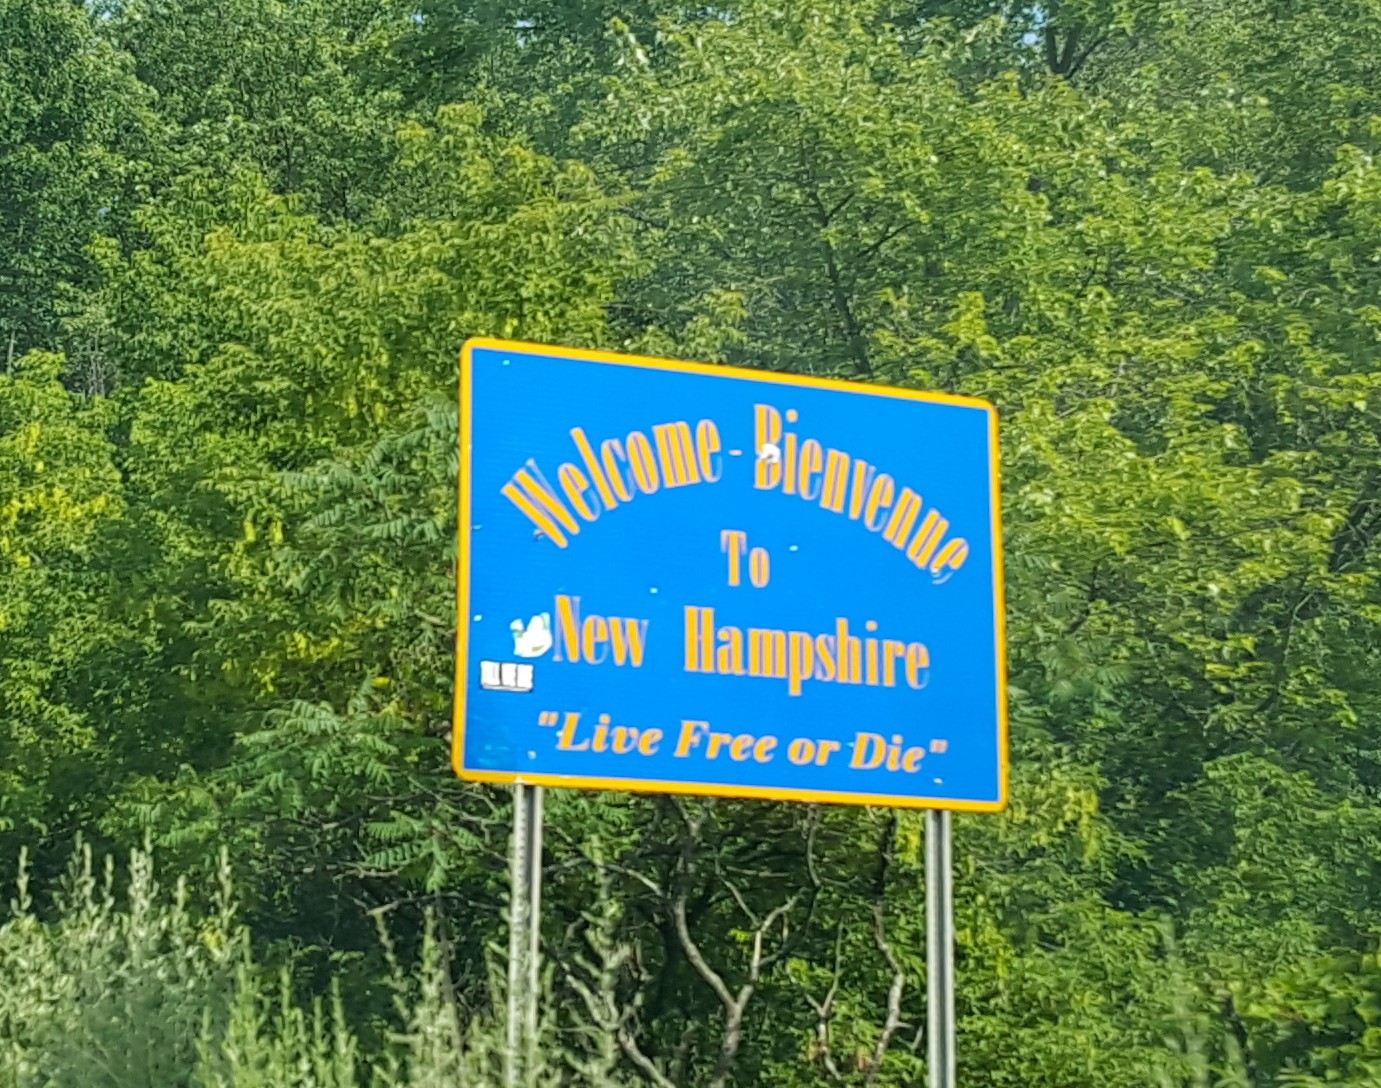 Welcome - Bienvenue
To
New Hampshire
"Live Free or Die"